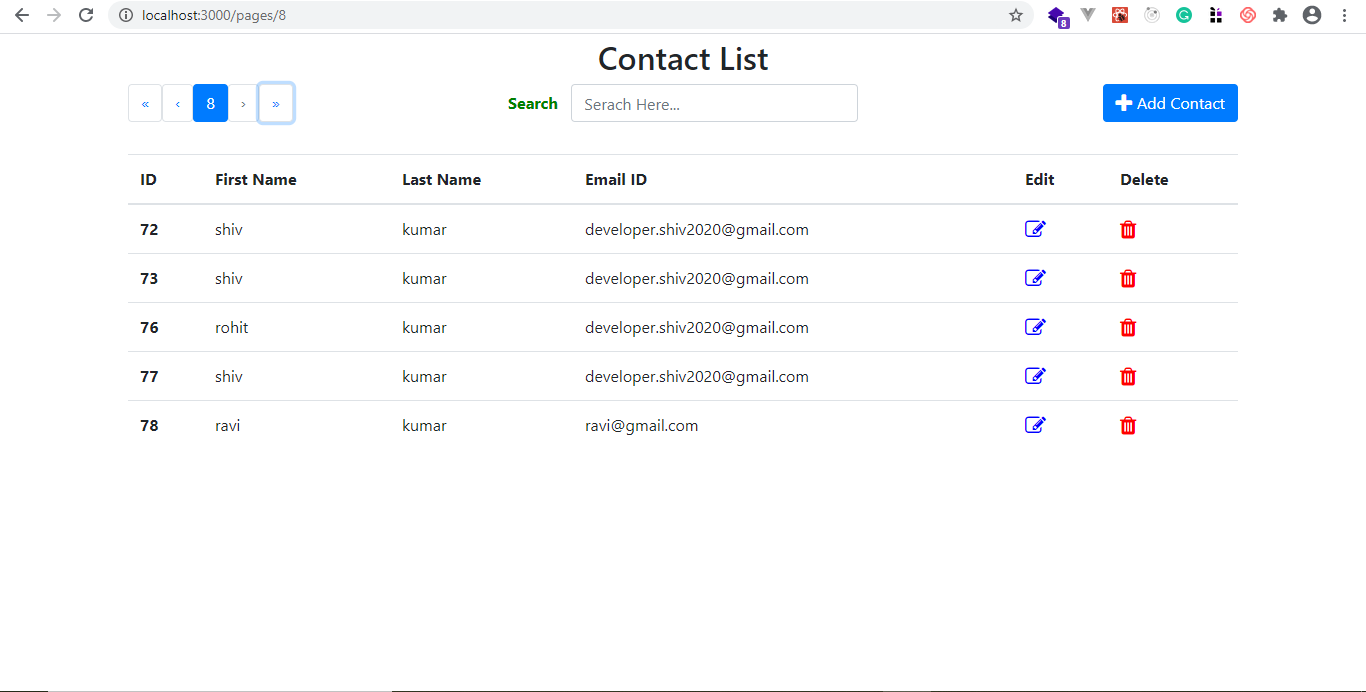 localhost:3000/pages/8
8
Contact List
« ‹ 8 › » Search Serach Here... Add Contact
ID First Name Last Name Email ID Edit Delete
72 shiv kumar developer.shiv2020@gmail.com
73 shiv kumar developer.shiv2020@gmail.com
76 rohit kumar developer.shiv2020@gmail.com
77 shiv kumar developer.shiv2020@gmail.com
78 ravi kumar ravi@gmail.com